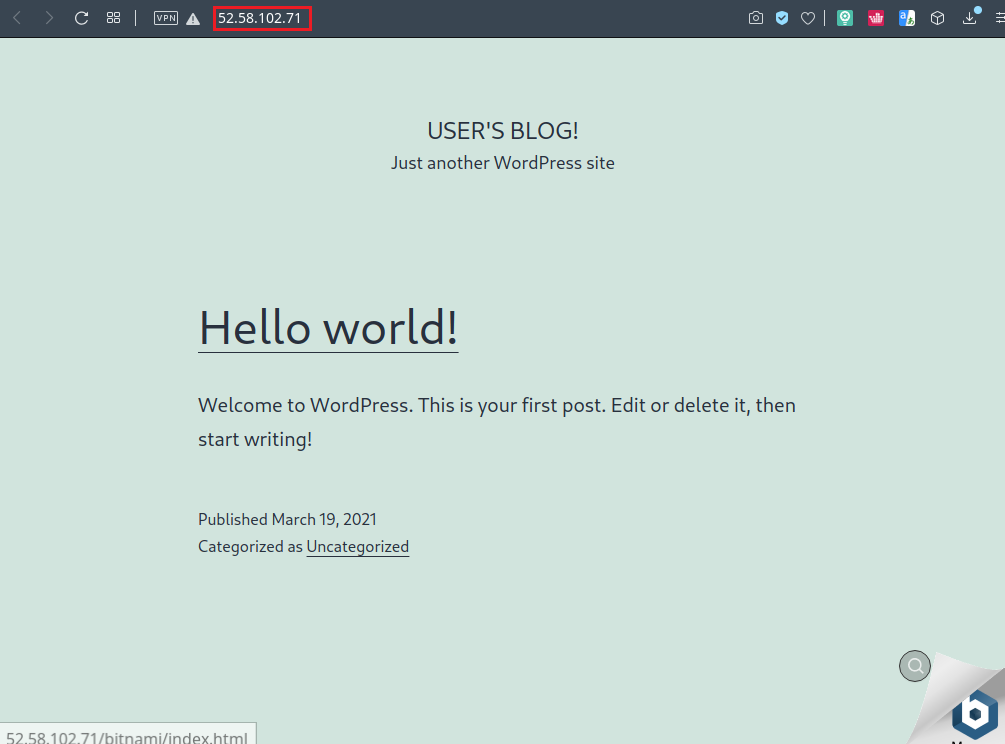 VPN
52.58.102.71
USER'S BLOG!
Just another WordPress site
Hello world!
Welcome to WordPress. This is your first post. Edit or delete it, then
start writing!
Published March 19, 2021
Categorized as Uncategorized
52.58.102.71/bitnami/index.html